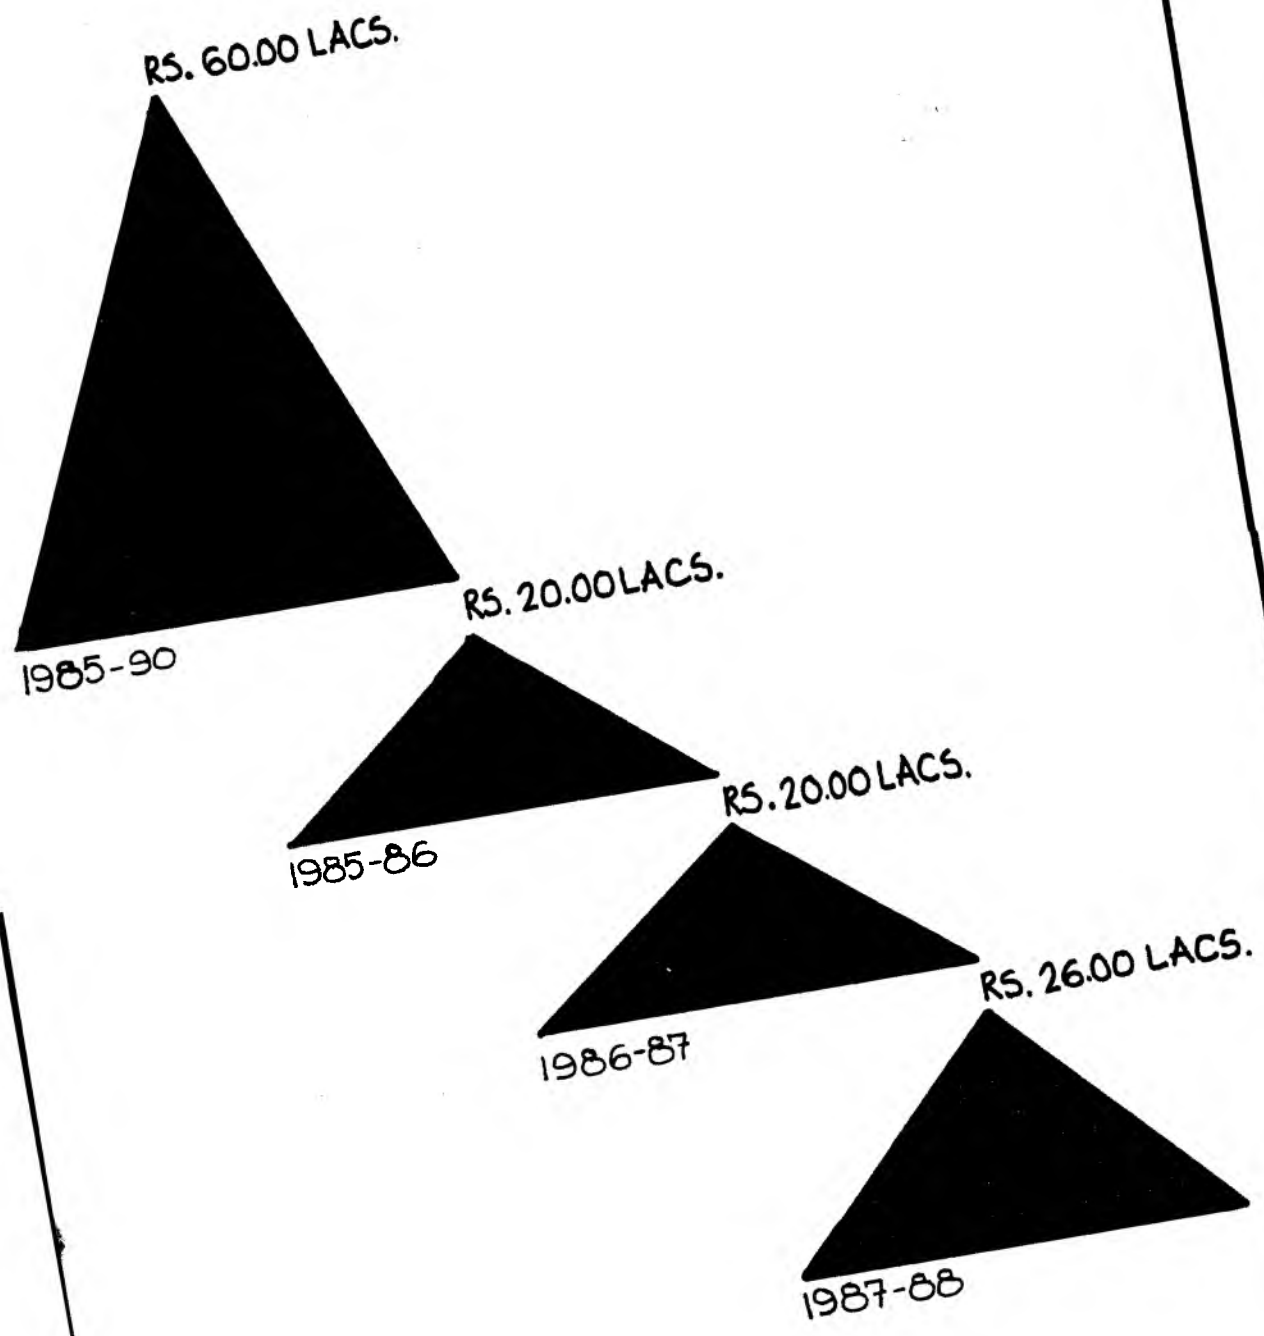 RS. 60.00 LACS.
1985-90
RS. 20.00 LACS.
1985-86
RS. 20.00 LACS.
1986-87
RS. 26.00 LACS.
1987-88